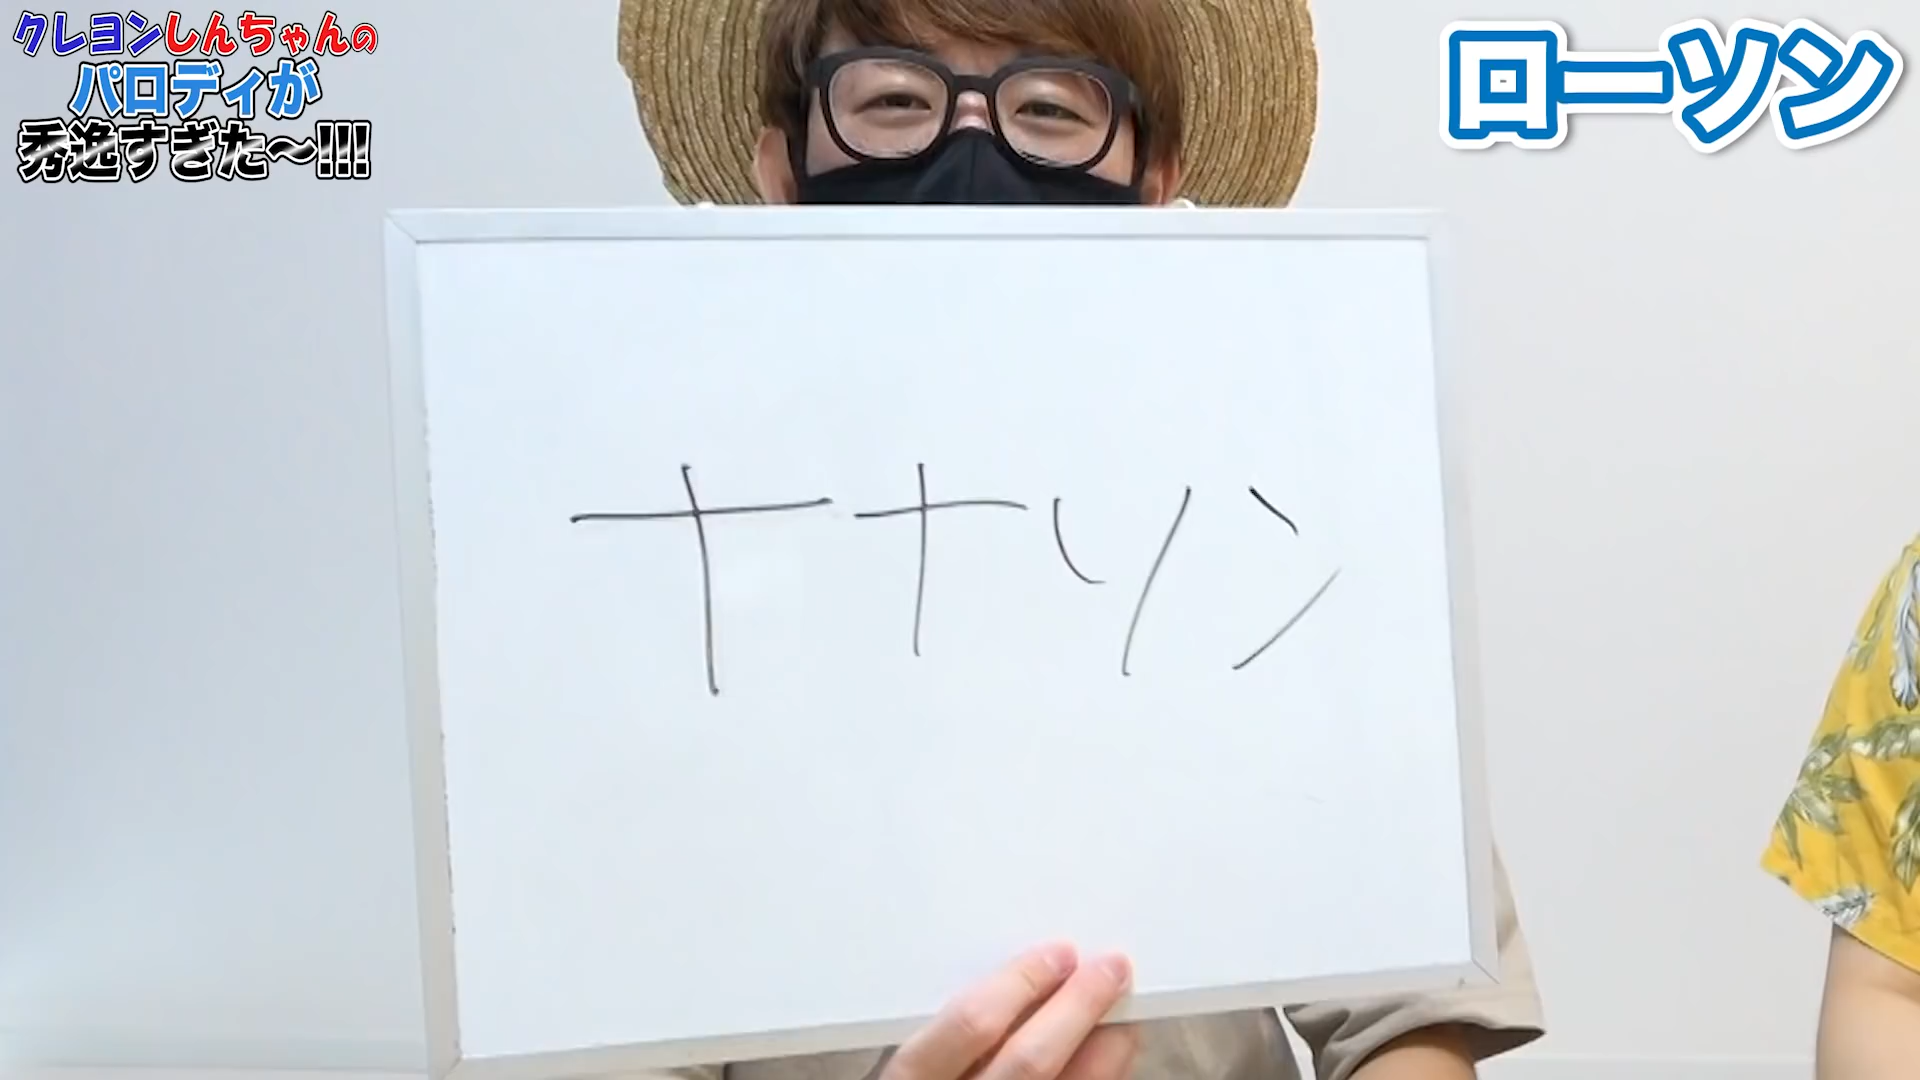 クレヨンしんちゃんの
パロディが
秀逸すぎた〜!!!
ローソン
ナナソン